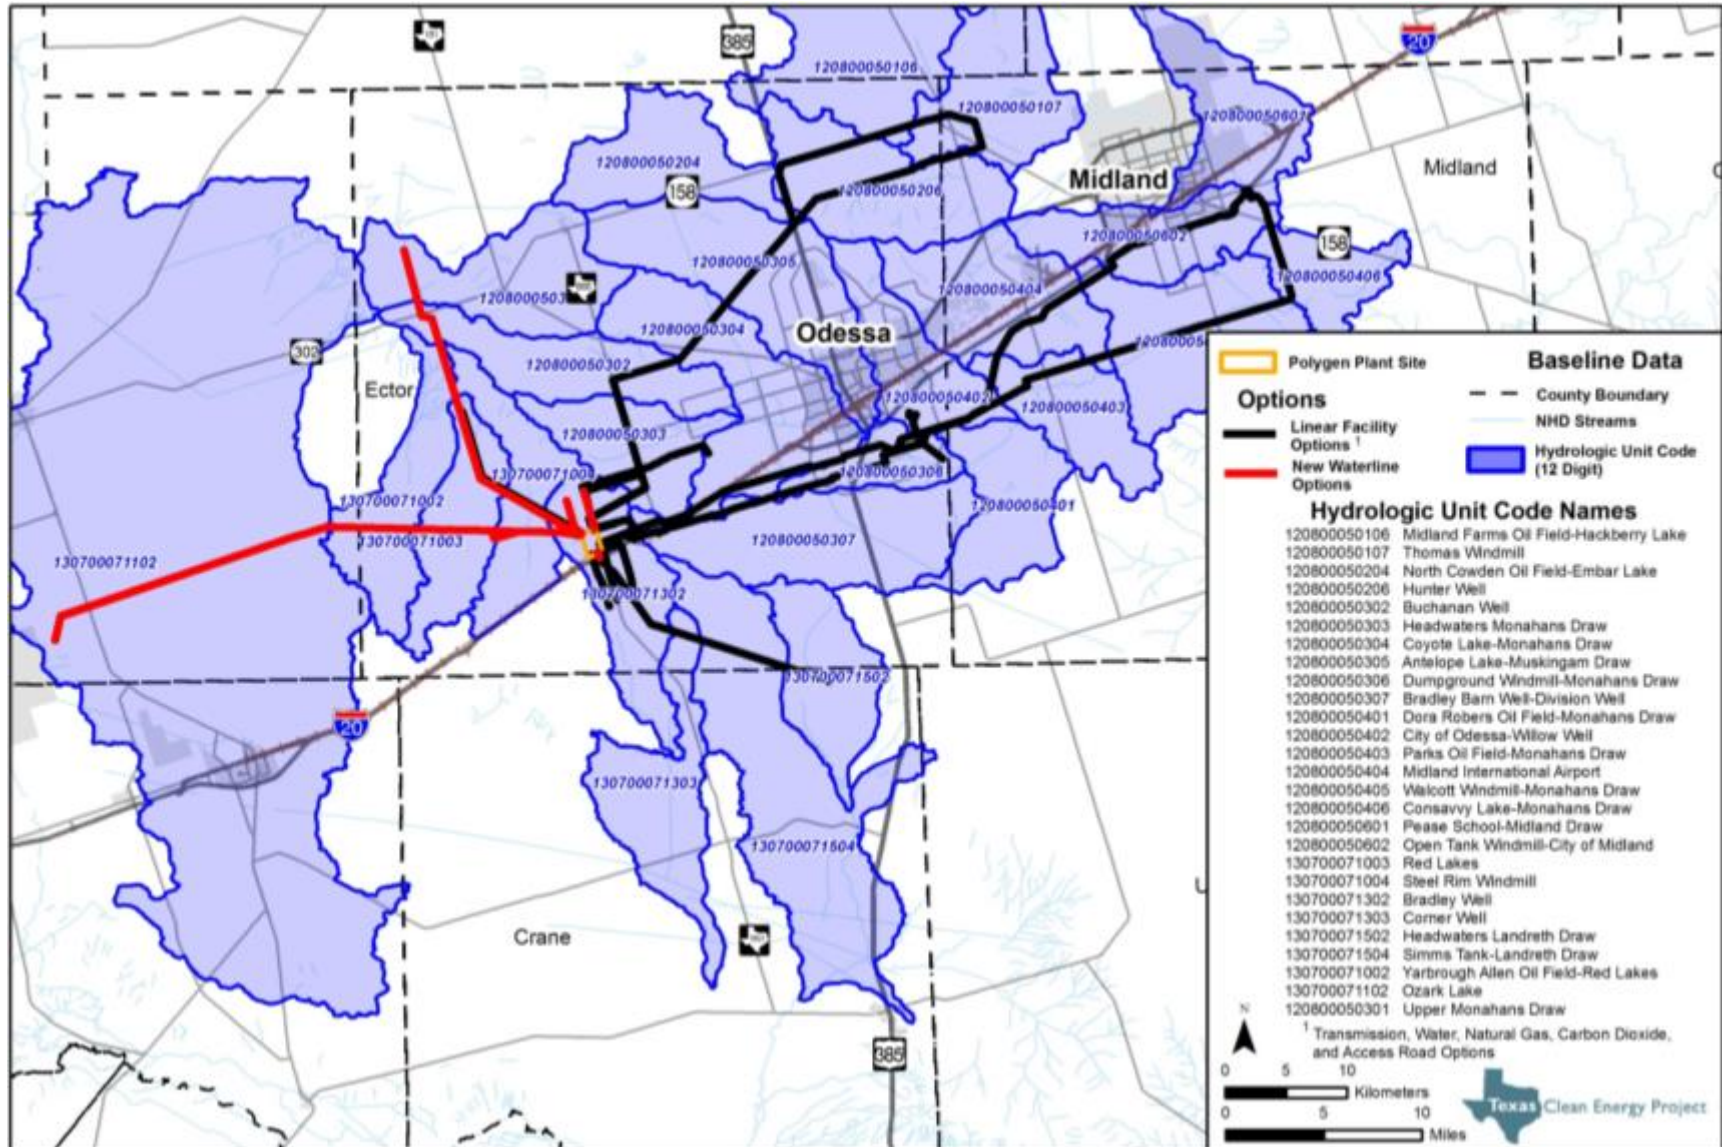 385
20
120800050106
120800050107
120800050601
Midland
120800050204
158
Midland
120800050206
120800050602
158
120800050305
120800050406
120800050404
1208000503
120800050304
Odessa
302
120800050302
1208000505
Ector
120800050402
120800050403
120800050303
130700071004
120800050306
130700071002
120800050401
130700071003
120800050307
130700071102
130700071302
130700071502
20
130700071303
130700071504
Crane
385
Polygen Plant Site
Options
Linear Facility
Options 1
New Waterline
Options
Baseline Data
County Boundary
NHD Streams
Hydrologic Unit Code
(12 Digit)
Hydrologic Unit Code Names
120800050106 Midland Farms Oil Field-Hackberry Lake
120800050107 Thomas Windmill
120800050204 North Cowden Oil Field-Embar Lake
120800050206 Hunter Well
120800050302 Buchanan Well
120800050303 Headwaters Monahans Draw
120800050304 Coyote Lake-Monahans Draw
120800050305 Antelope Lake-Muskingam Draw
120800050306 Dumpground Windmill-Monahans Draw
120800050307 Bradley Barn Well-Division Well
120800050401 Dora Robers Oil Field-Monahans Draw
120800050402 City of Odessa-Willow Well
120800050403 Parks Oil Field-Monahans Draw
120800050404 Midland International Airport
120800050405 Walcott Windmill-Monahans Draw
120800050406 Consavvy Lake-Monahans Draw
120800050601 Pease School-Midland Draw
120800050602 Open Tank Windmill-City of Midland
130700071003 Red Lakes
130700071004 Steel Rim Windmill
130700071302 Bradley Well
130700071303 Corner Well
130700071502 Headwaters Landreth Draw
130700071504 Simms Tank-Landreth Draw
130700071002 Yarbrough Allen Oil Field-Red Lakes
130700071102 Ozark Lake
120800050301 Upper Monahans Draw
1 Transmission, Water, Natural Gas, Carbon Dioxide,
and Access Road Options
N
0 5 10
Kilometers
0 5 10
Miles
Texas Clean Energy Project